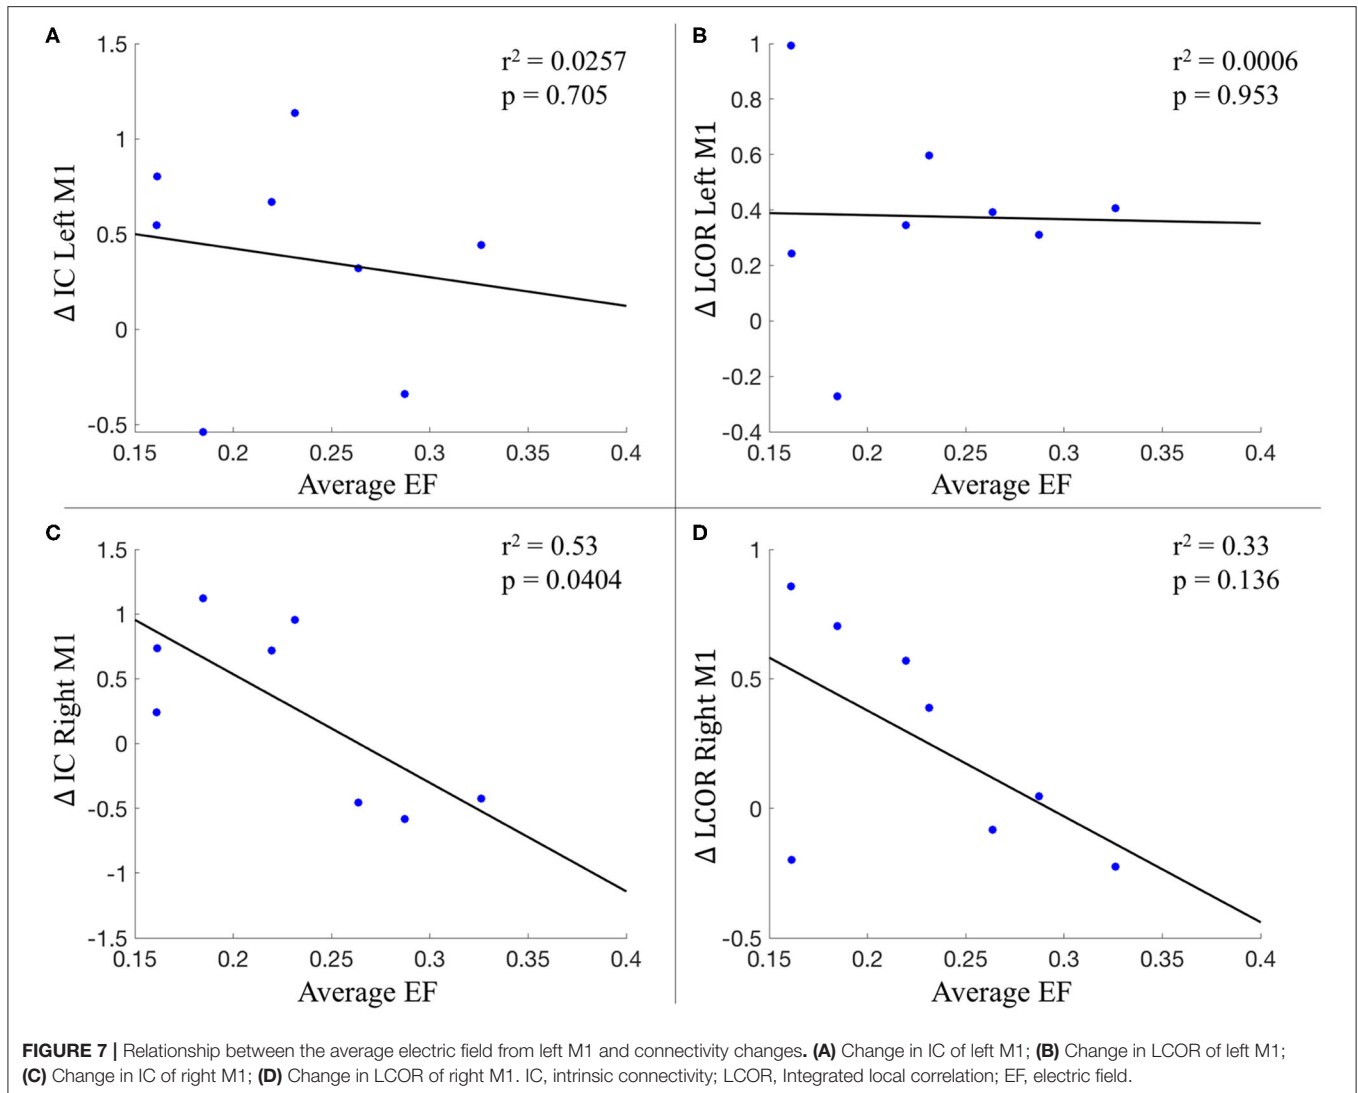 A
r² = 0.0257
p = 0.705
Δ IC Left M1
1.5
1
0.5
0
-0.5
0.15 0.2 0.25 0.3 0.35 0.4
Average EF
B
r² = 0.0006
p = 0.953
Δ LCOR Left M1
1
0.8
0.6
0.4
0.2
0
-0.2
-0.4
0.15 0.2 0.25 0.3 0.35 0.4
Average EF
C
r² = 0.53
p = 0.0404
Δ IC Right M1
1.5
1
0.5
0
-0.5
-1
-1.5
0.15 0.2 0.25 0.3 0.35 0.4
Average EF
D
r² = 0.33
p = 0.136
Δ LCOR Right M1
1
0.5
0
-0.5
0.15 0.2 0.25 0.3 0.35 0.4
Average EF
FIGURE 7 | Relationship between the average electric field from left M1 and connectivity changes. (A) Change in IC of left M1; (B) Change in LCOR of left M1;
(C) Change in IC of right M1; (D) Change in LCOR of right M1. IC, intrinsic connectivity; LCOR, Integrated local correlation; EF, electric field.